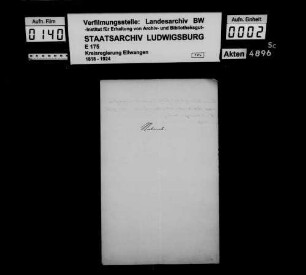 Aufn. Film
0140
Verfilmungsstelle: Landesarchiv BW
-Institut für Erhaltung von Archiv- und Bibliotheksgut-
STAATSARCHIV LUDWIGSBURG
E 175
Kreisregierung Ellwangen
1818 - 1924
Aufn. Einheit
0002
Akten 4896